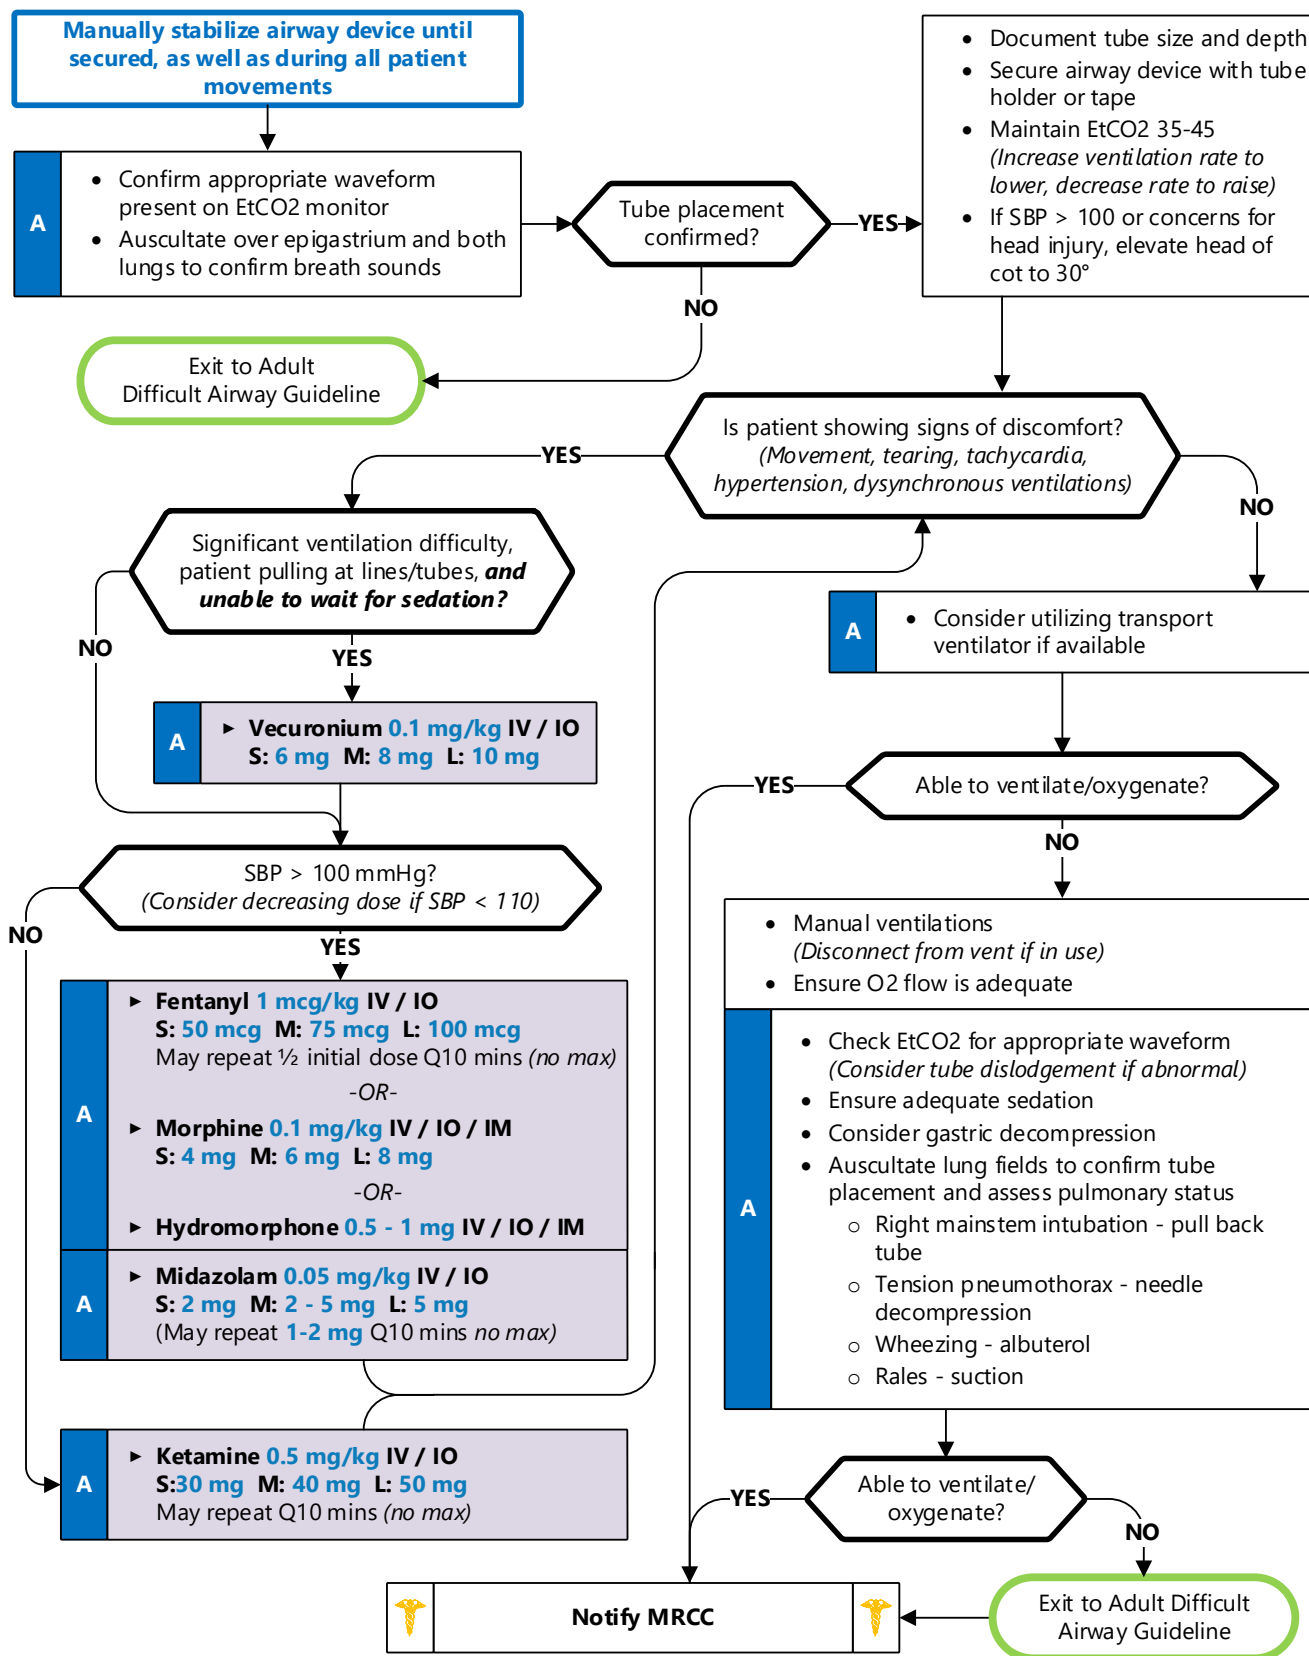 Manually stabilize airway device until
secured, as well as during all patient
movements
A
• Confirm appropriate waveform
present on EtCO2 monitor
• Auscultate over epigastrium and both
lungs to confirm breath sounds
Tube placement
confirmed?
YES
NO
• Document tube size and depth
• Secure airway device with tube
holder or tape
• Maintain EtCO2 35-45
(Increase ventilation rate to
lower, decrease rate to raise)
• If SBP > 100 or concerns for
head injury, elevate head of
cot to 30°
Exit to Adult
Difficult Airway Guideline
Is patient showing signs of discomfort?
(Movement, tearing, tachycardia,
hypertension, dysynchronous ventilations)
YES
NO
Significant ventilation difficulty,
patient pulling at lines/tubes, and
unable to wait for sedation?
NO
YES
A
► Vecuronium 0.1 mg/kg IV / IO
S: 6 mg M: 8 mg L: 10 mg
SBP > 100 mmHg?
(Consider decreasing dose if SBP < 110)
NO
YES
A
► Fentanyl 1 mcg/kg IV / IO
S: 50 mcg M: 75 mcg L: 100 mcg
May repeat ½ initial dose Q10 mins (no max)
-OR-
► Morphine 0.1 mg/kg IV / IO / IM
S: 4 mg M: 6 mg L: 8 mg
-OR-
► Hydromorphone 0.5 - 1 mg IV / IO / IM
A
► Midazolam 0.05 mg/kg IV / IO
S: 2 mg M: 2 - 5 mg L: 5 mg
(May repeat 1-2 mg Q10 mins no max)
A
► Ketamine 0.5 mg/kg IV / IO
S:30 mg M: 40 mg L: 50 mg
May repeat Q10 mins (no max)
A
• Consider utilizing transport
ventilator if available
Able to ventilate/oxygenate?
YES
NO
• Manual ventilations
(Disconnect from vent if in use)
• Ensure O2 flow is adequate
A
• Check EtCO2 for appropriate waveform
(Consider tube dislodgement if abnormal)
• Ensure adequate sedation
• Consider gastric decompression
• Auscultate lung fields to confirm tube
placement and assess pulmonary status
o Right mainstem intubation - pull back
tube
o Tension pneumothorax - needle
decompression
o Wheezing - albuterol
o Rales - suction
Able to ventilate/
oxygenate?
YES
NO
Notify MRCC
Exit to Adult Difficult
Airway Guideline